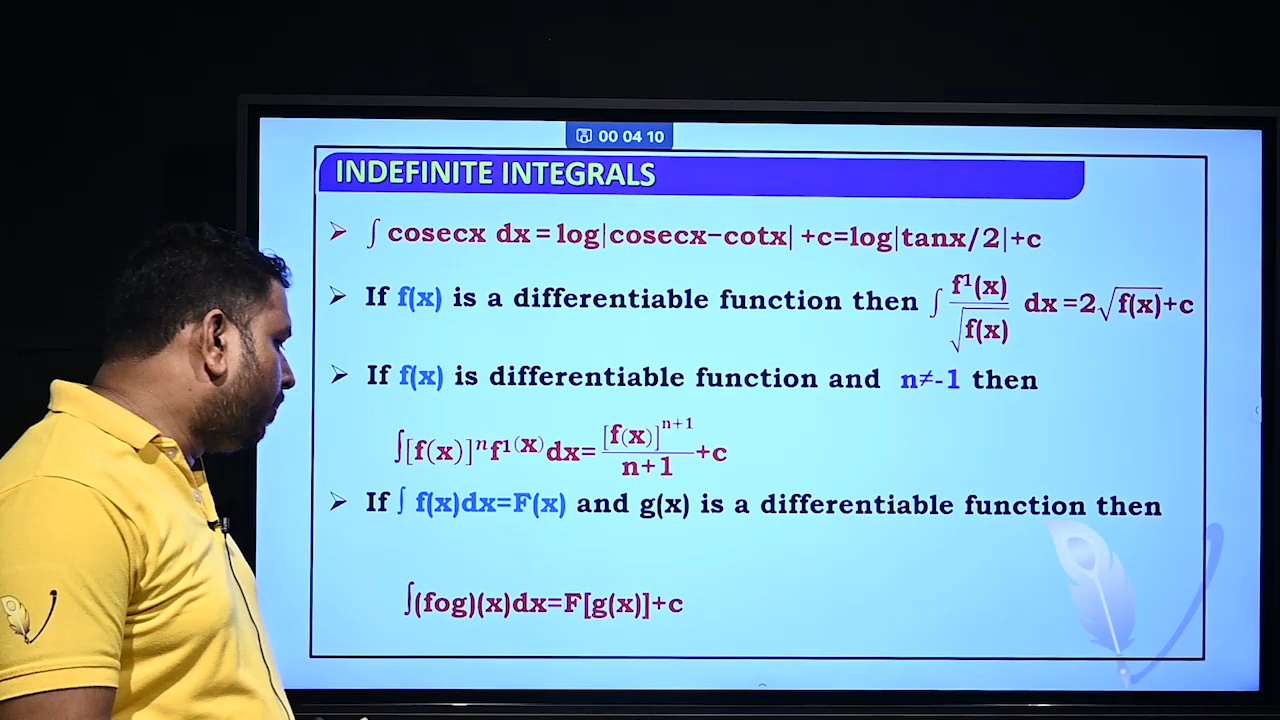 00 04 10
INDEFINITE INTEGRALS
➢ ∫ cosecx dx = log|cosecx−cotx| +c=log|tanx/2|+c
➢ If f(x) is a differentiable function then ∫ f¹(x)/√f(x) dx =2√f(x)+c
➢ If f(x) is differentiable function and n≠-1 then
∫[f(x)]ⁿf¹⁽ˣ⁾dx= [f(x)]ⁿ⁺¹/n+1 +c
➢ If ∫ f(x)dx=F(x) and g(x) is a differentiable function then
∫(fog)(x)dx=F[g(x)]+c